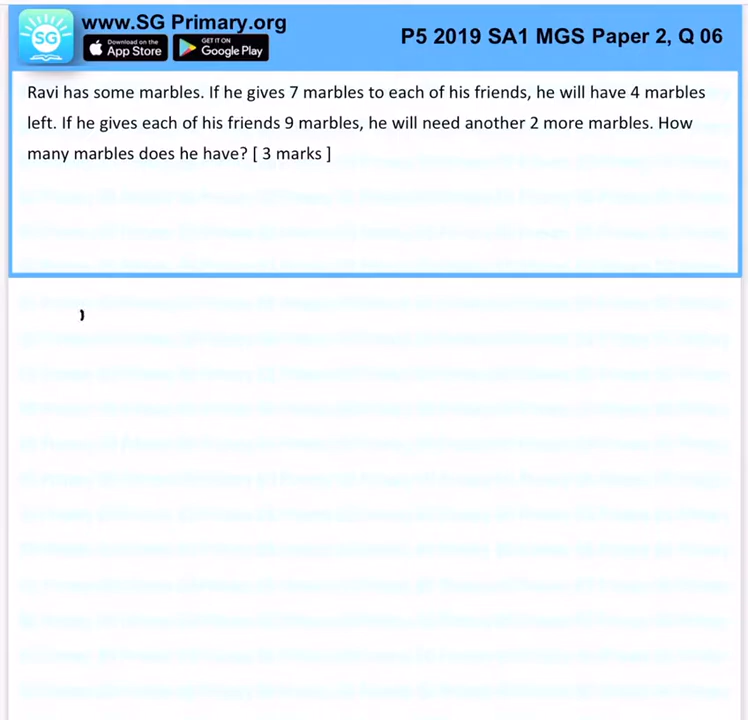 www.SG Primary.org
SG
Download on the
App Store
GET IT ON
Google Play
P5 2019 SA1 MGS Paper 2, Q 06
Ravi has some marbles. If he gives 7 marbles to each of his friends, he will have 4 marbles
left. If he gives each of his friends 9 marbles, he will need another 2 more marbles. How
many marbles does he have? [ 3 marks ]